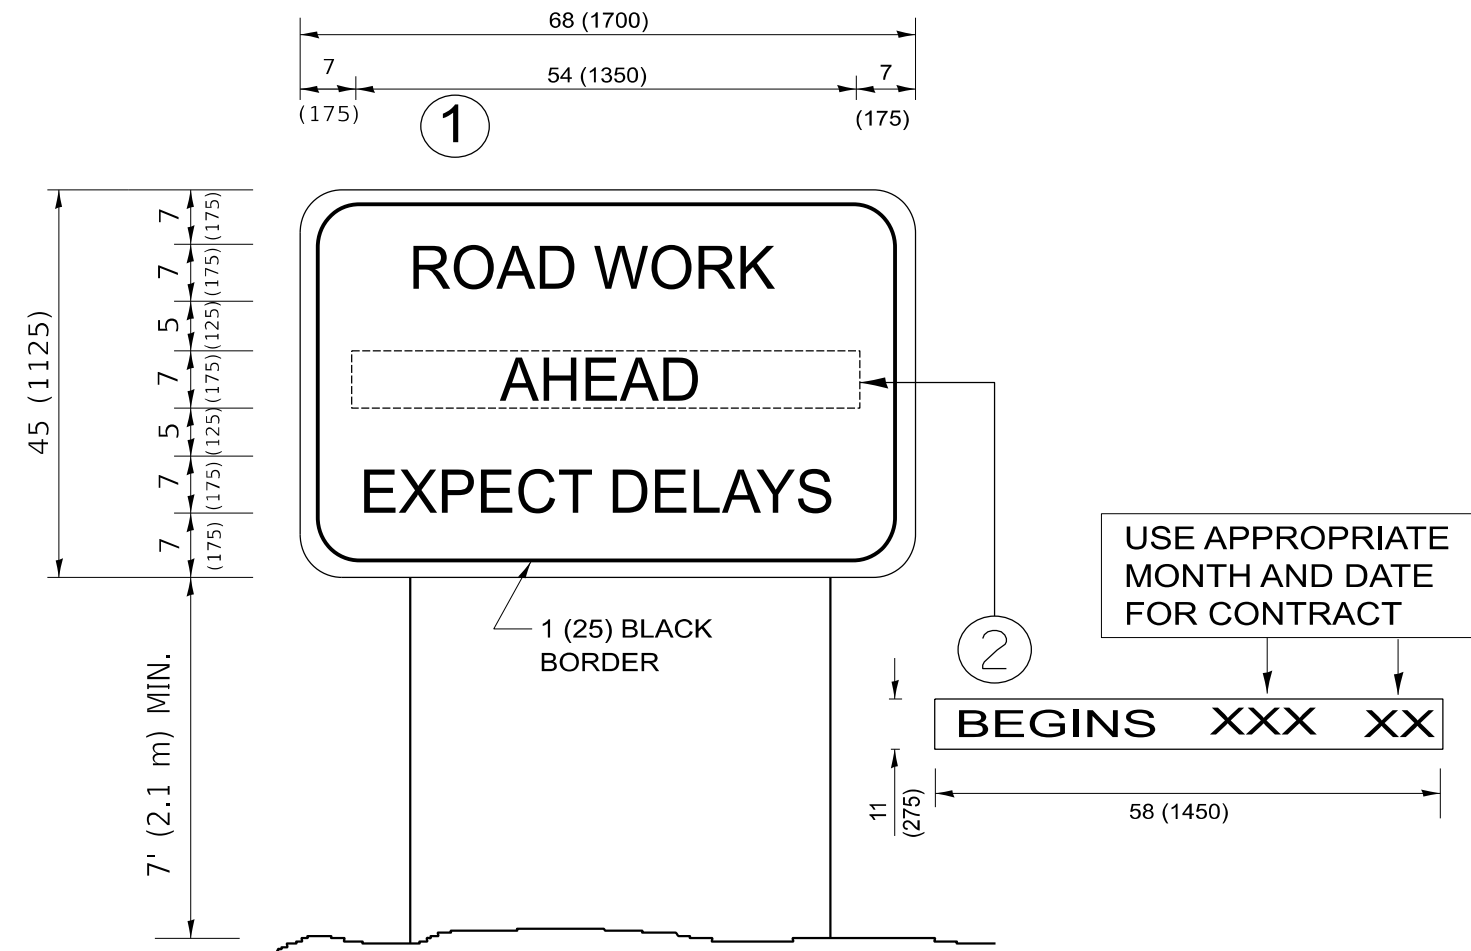 68 (1700)
7
54 (1350)
7
(175)
(175)
1
7
(175)
7
(175)
5
(125)
7
(175)
5
(125)
7
(175)
7
(175)
45 (1125)
ROAD WORK
AHEAD
EXPECT DELAYS
1 (25) BLACK
BORDER
7' (2.1 m) MIN.
USE APPROPRIATE
MONTH AND DATE
FOR CONTRACT
2
BEGINS XXX XX
11
(275)
58 (1450)